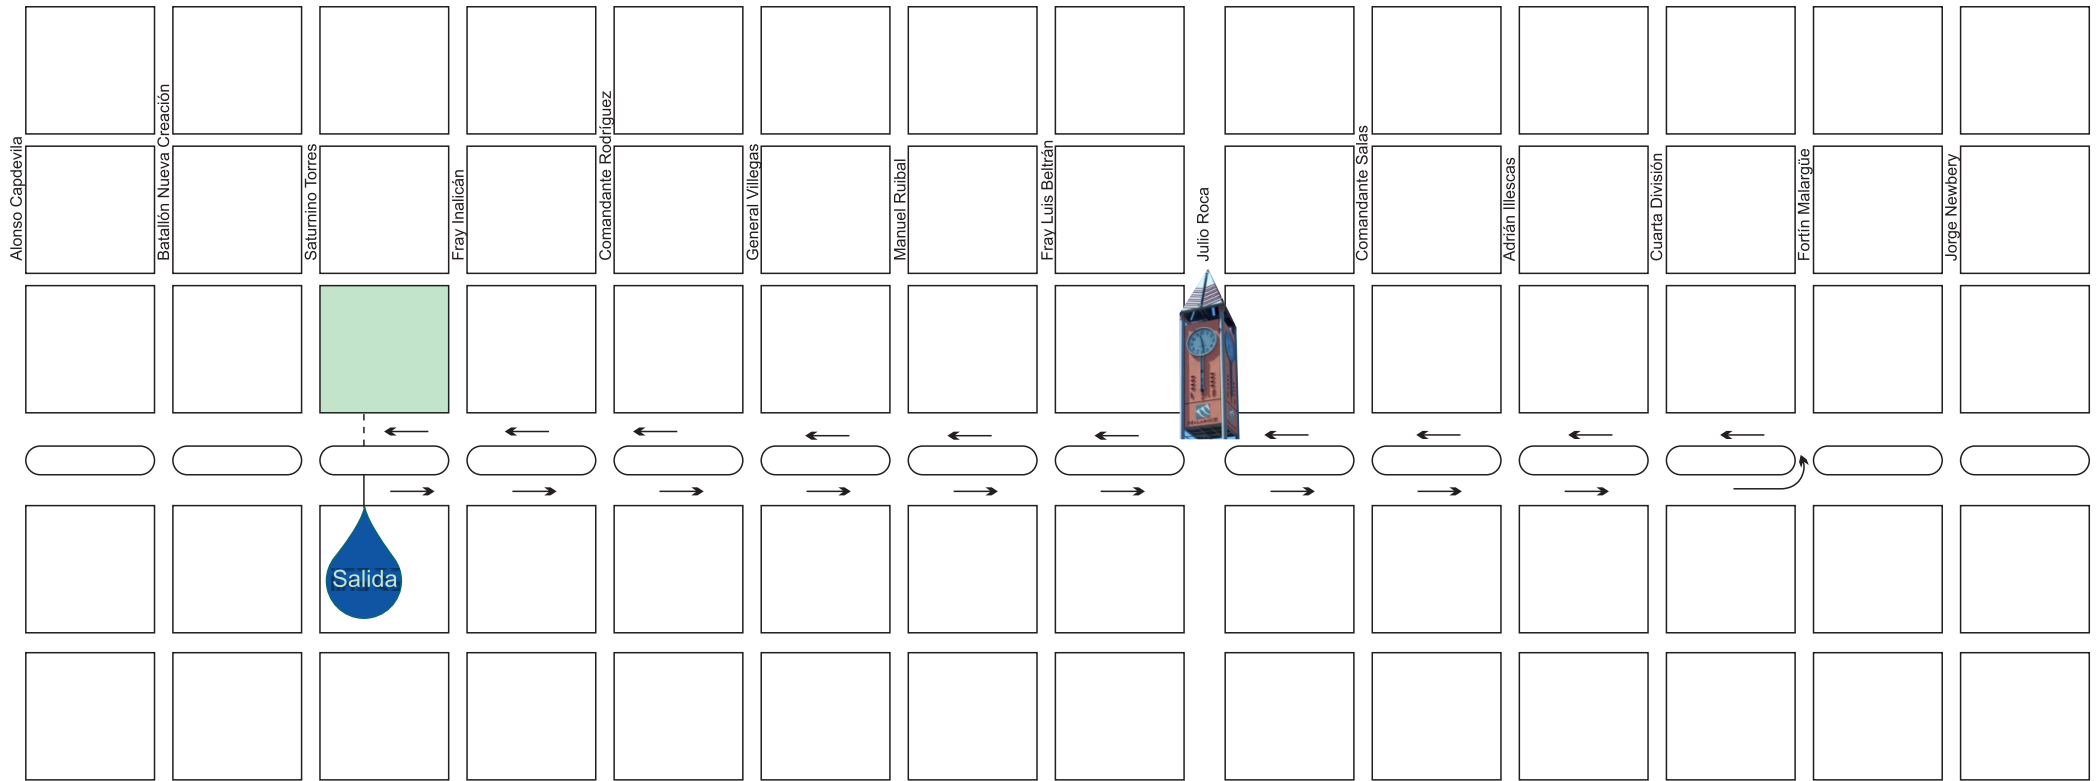 Alonso Capdevila
Batallón Nueva Creación
Saturnino Torres
Fray Inalicán
Comandante Rodríguez
General Villegas
Manuel Ruibal
Fray Luis Beltrán
Julio Roca
Comandante Salas
Adrián Illescas
Cuarta División
Fortín Malargüe
Jorge Newbery
Salida